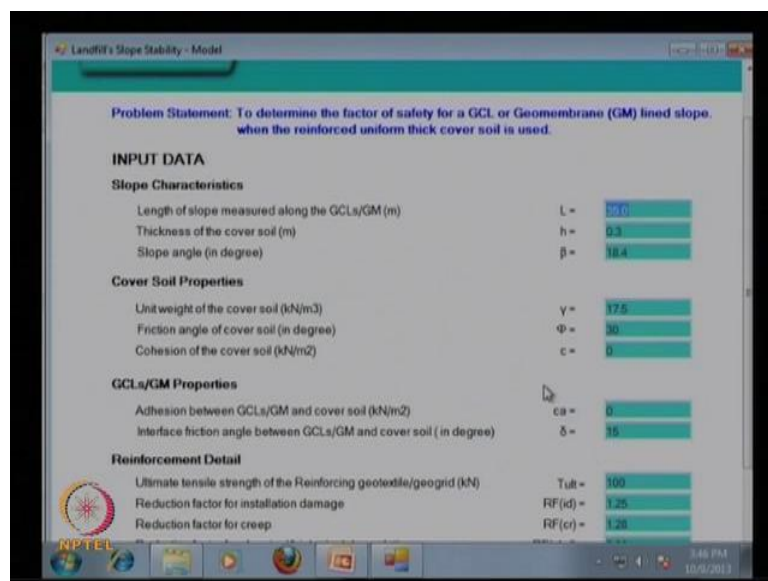 Landfill's Slope Stability - Model
Problem Statement: To determine the factor of safety for a GCL or Geomembrane (GM) lined slope.
when the reinforced uniform thick cover soil is used.
INPUT DATA
Slope Characteristics
Length of slope measured along the GCLs/GM (m) L =
Thickness of the cover soil (m) h = 0.3
Slope angle (in degree) β = 18.4
Cover Soil Properties
Unit weight of the cover soil (kN/m3) γ = 17.5
Friction angle of cover soil (in degree) Φ = 30
Cohesion of the cover soil (kN/m2) c = 0
GCLs/GM Properties
Adhesion between GCLs/GM and cover soil (kN/m2) ca = 0
Interface friction angle between GCLs/GM and cover soil ( in degree) δ = 15
Reinforcement Detail
Ultimate tensile strength of the Reinforcing geotextile/geogrid (kN) Tult = 100
Reduction factor for installation damage RF(id) = 1.25
Reduction factor for creep RF(cr) = 1.28
NPTEL
3:46 PM
10/9/2013